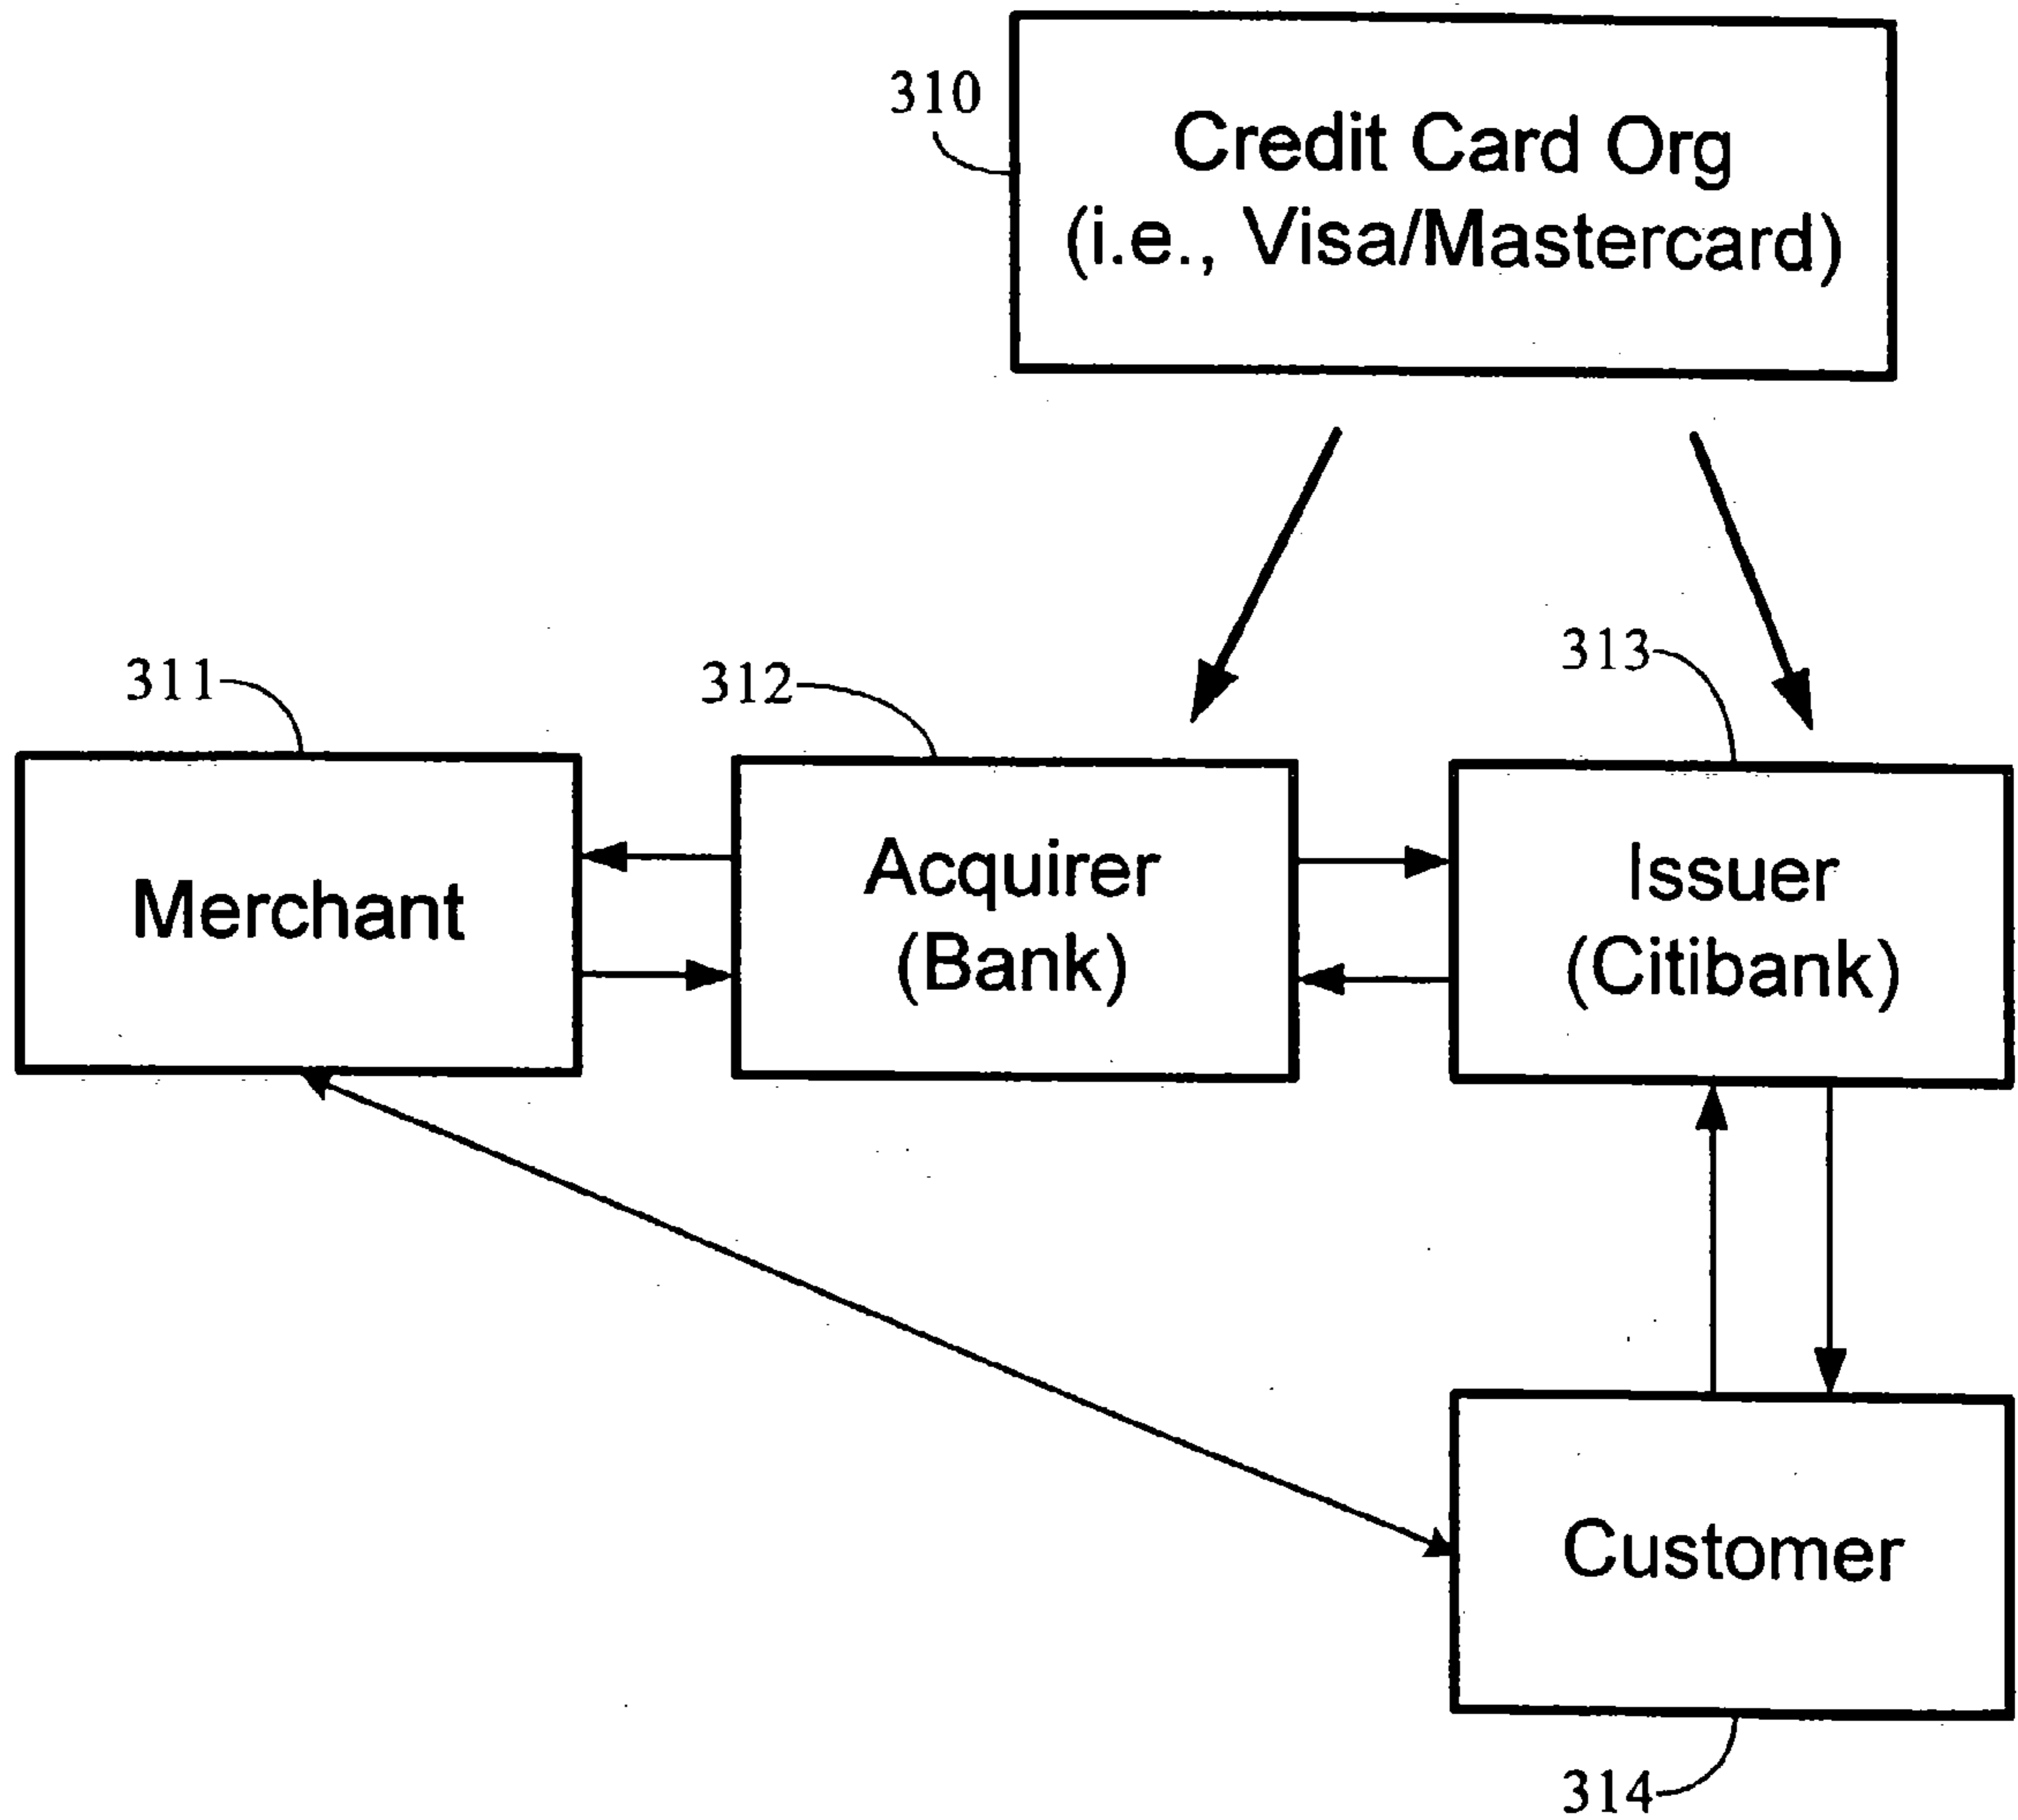 310
Credit Card Org
(i.e., Visa/Mastercard)
311
312
313
Merchant
Acquirer
(Bank)
Issuer
(Citibank)
Customer
314